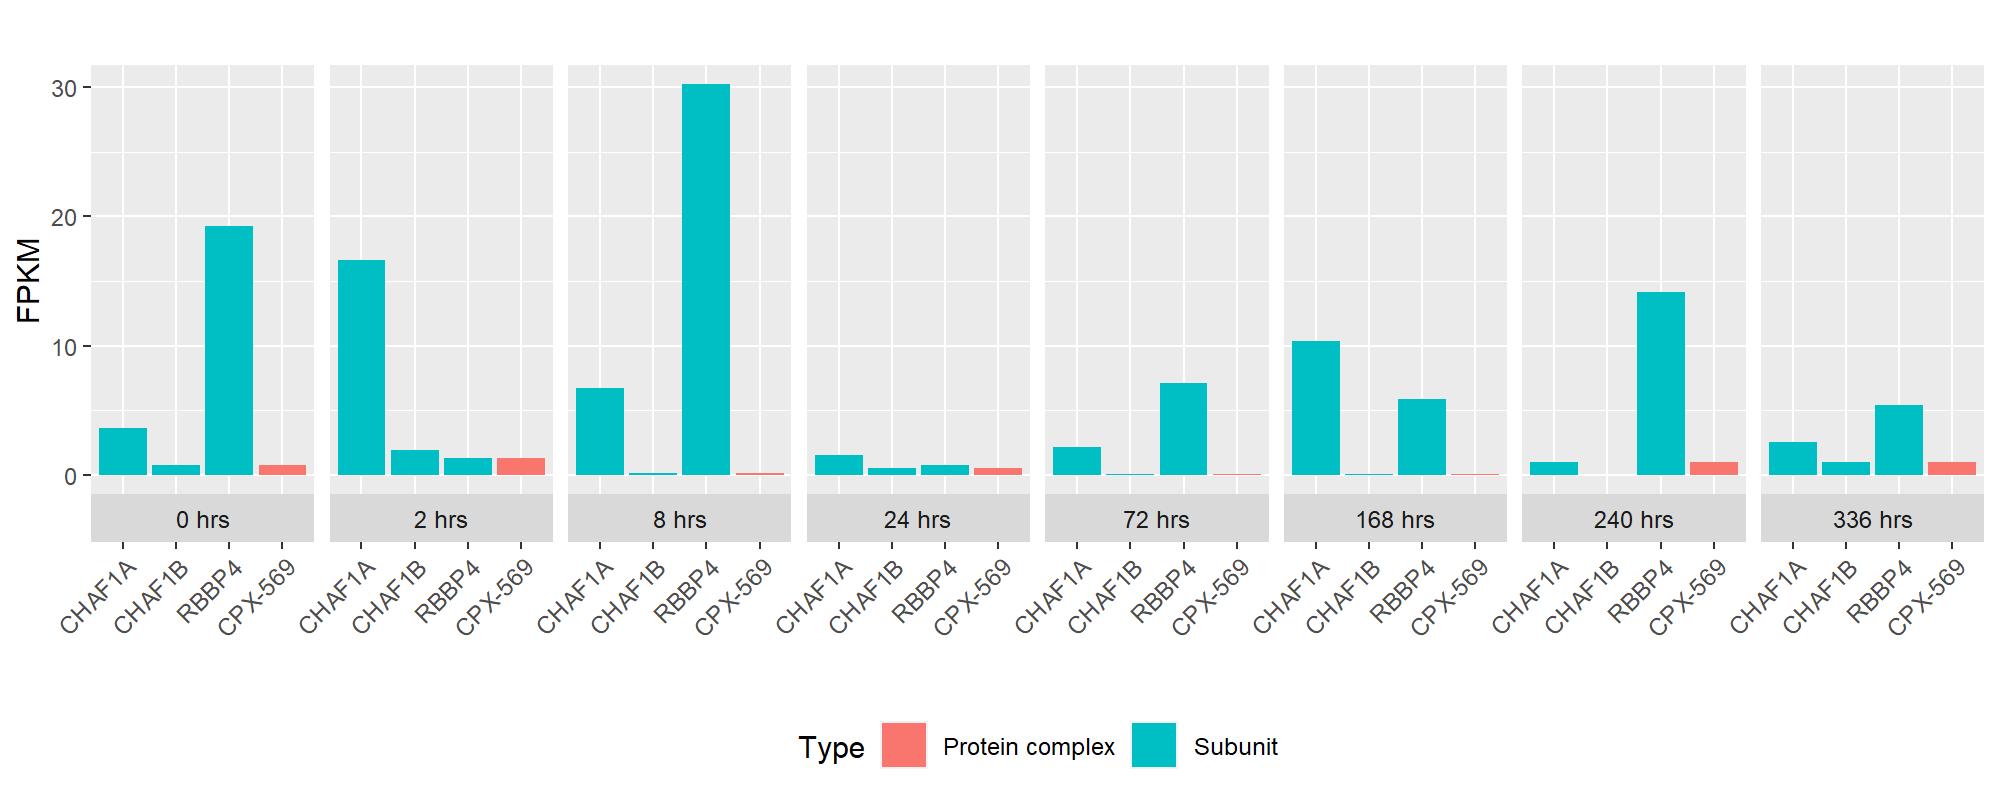 FPKM
30
20
10
0
0 hrs 2 hrs 8 hrs 24 hrs 72 hrs 168 hrs 240 hrs 336 hrs
CHAF1A CHAF1B RBBP4 CPX-569 CHAF1A CHAF1B RBBP4 CPX-569 CHAF1A CHAF1B RBBP4 CPX-569 CHAF1A CHAF1B RBBP4 CPX-569 CHAF1A CHAF1B RBBP4 CPX-569 CHAF1A CHAF1B RBBP4 CPX-569 CHAF1A CHAF1B RBBP4 CPX-569 CHAF1A CHAF1B RBBP4 CPX-569
Type Protein complex Subunit